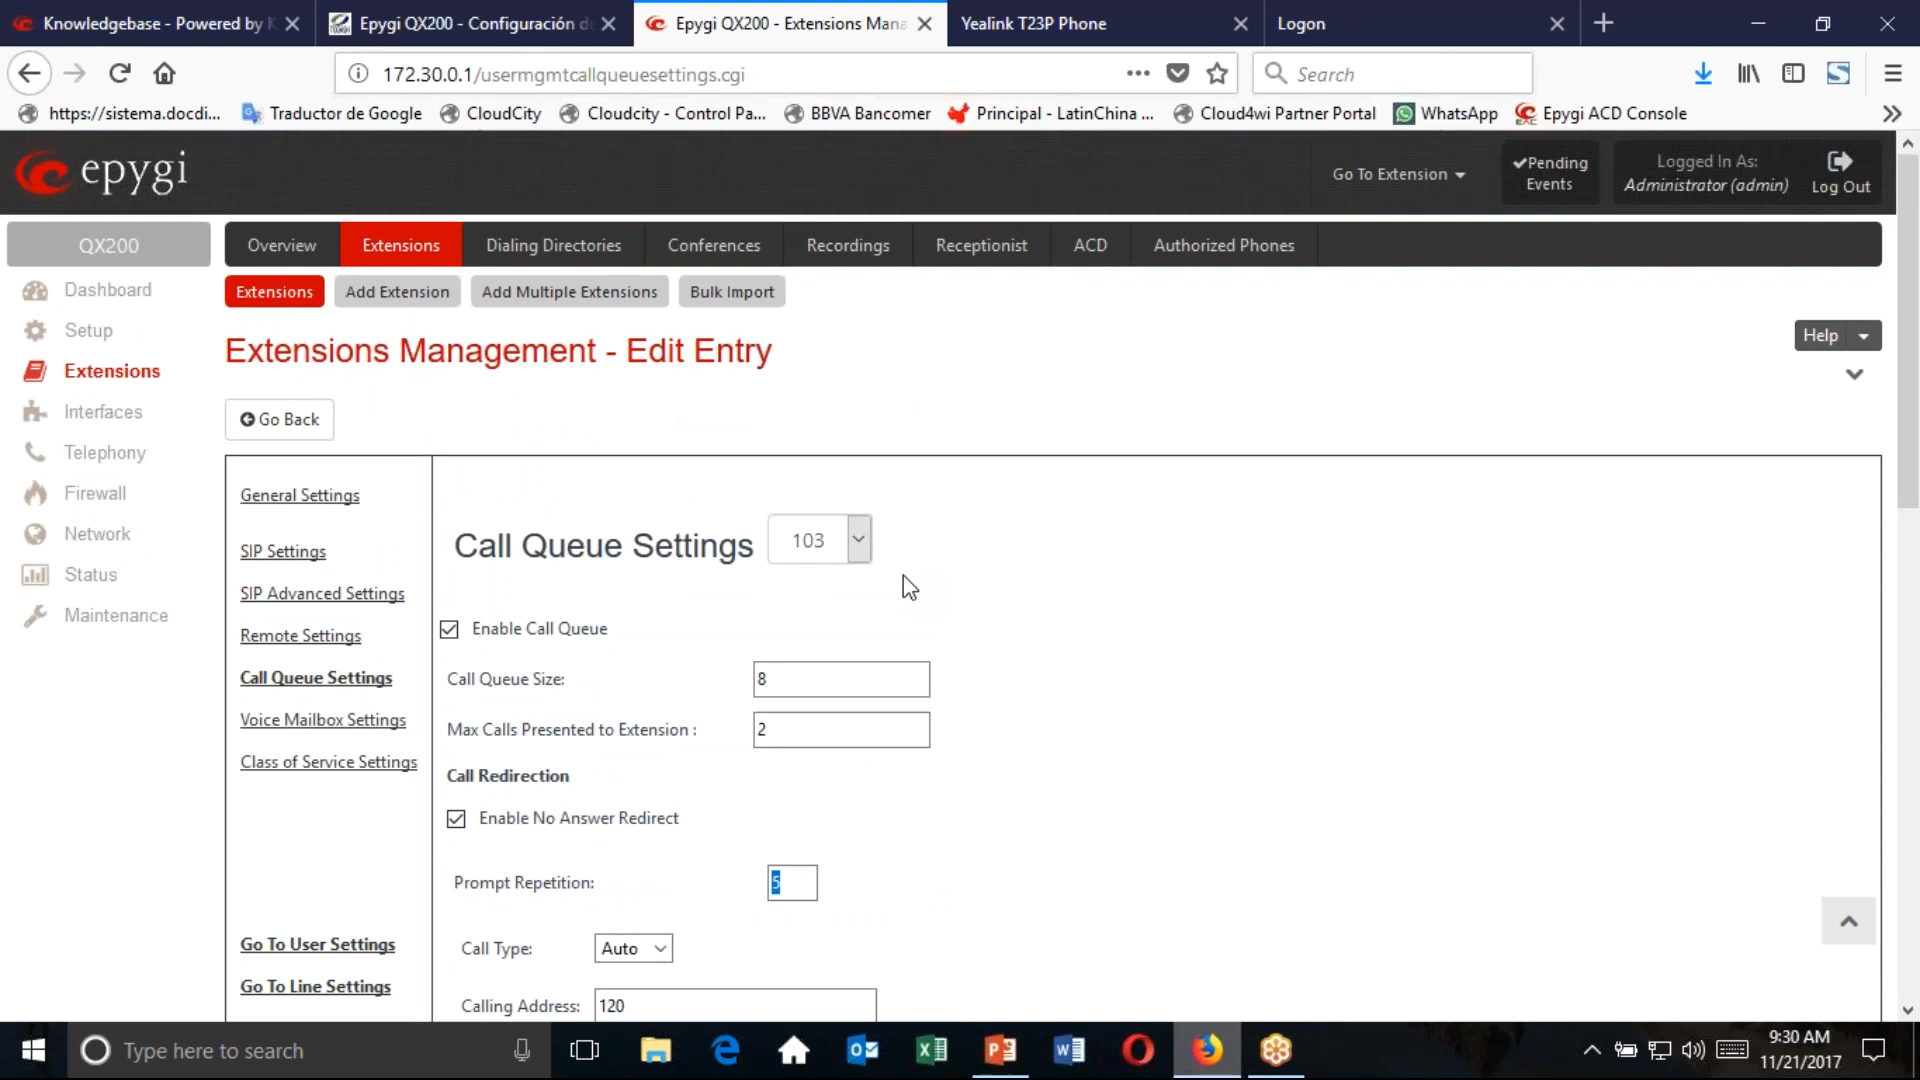 Knowledgebase - Powered by K
Epygi QX200 - Configuración d
Epygi QX200 - Extensions Mana
Yealink T23P Phone
Logon
172.30.0.1/usermgmtcallqueuesettings.cgi
Search
https://sistema.docdi...
Traductor de Google
CloudCity
Cloudcity - Control Pa...
BBVA Bancomer
Principal - LatinChina ...
Cloud4wi Partner Portal
WhatsApp
Epygi ACD Console
epygi
Go To Extension
Pending Events
Logged In As:
Administrator (admin)
Log Out
QX200
Overview
Extensions
Dialing Directories
Conferences
Recordings
Receptionist
ACD
Authorized Phones
Dashboard
Setup
Extensions
Interfaces
Telephony
Firewall
Network
Status
Maintenance
Extensions
Add Extension
Add Multiple Extensions
Bulk Import
Extensions Management - Edit Entry
Help
Go Back
General Settings
SIP Settings
SIP Advanced Settings
Remote Settings
Call Queue Settings
Voice Mailbox Settings
Class of Service Settings
Go To User Settings
Go To Line Settings
Call Queue Settings 103
Enable Call Queue
Call Queue Size: 8
Max Calls Presented to Extension : 2
Call Redirection
Enable No Answer Redirect
Prompt Repetition: 5
Call Type: Auto
Calling Address: 120
Type here to search
9:30 AM
11/21/2017